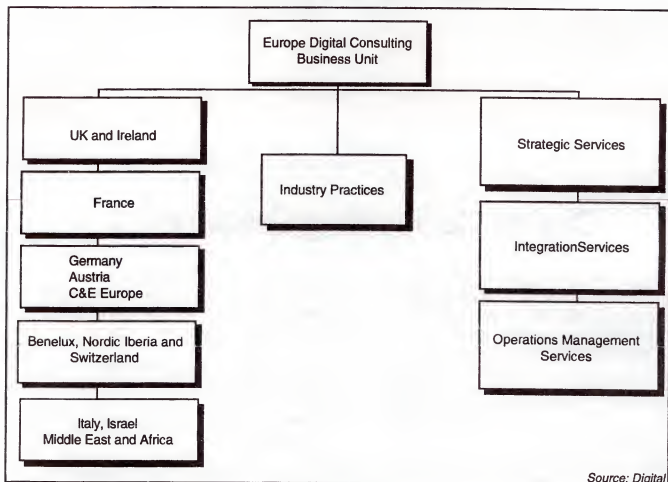 Europe Digital Consulting
Business Unit
UK and Ireland
France
Germany
Austria
C&E Europe
Benelux, Nordic Iberia and
Switzerland
Italy, Israel
Middle East and Africa
Industry Practices
Strategic Services
IntegrationServices
Operations Management
Services
Source: Digital